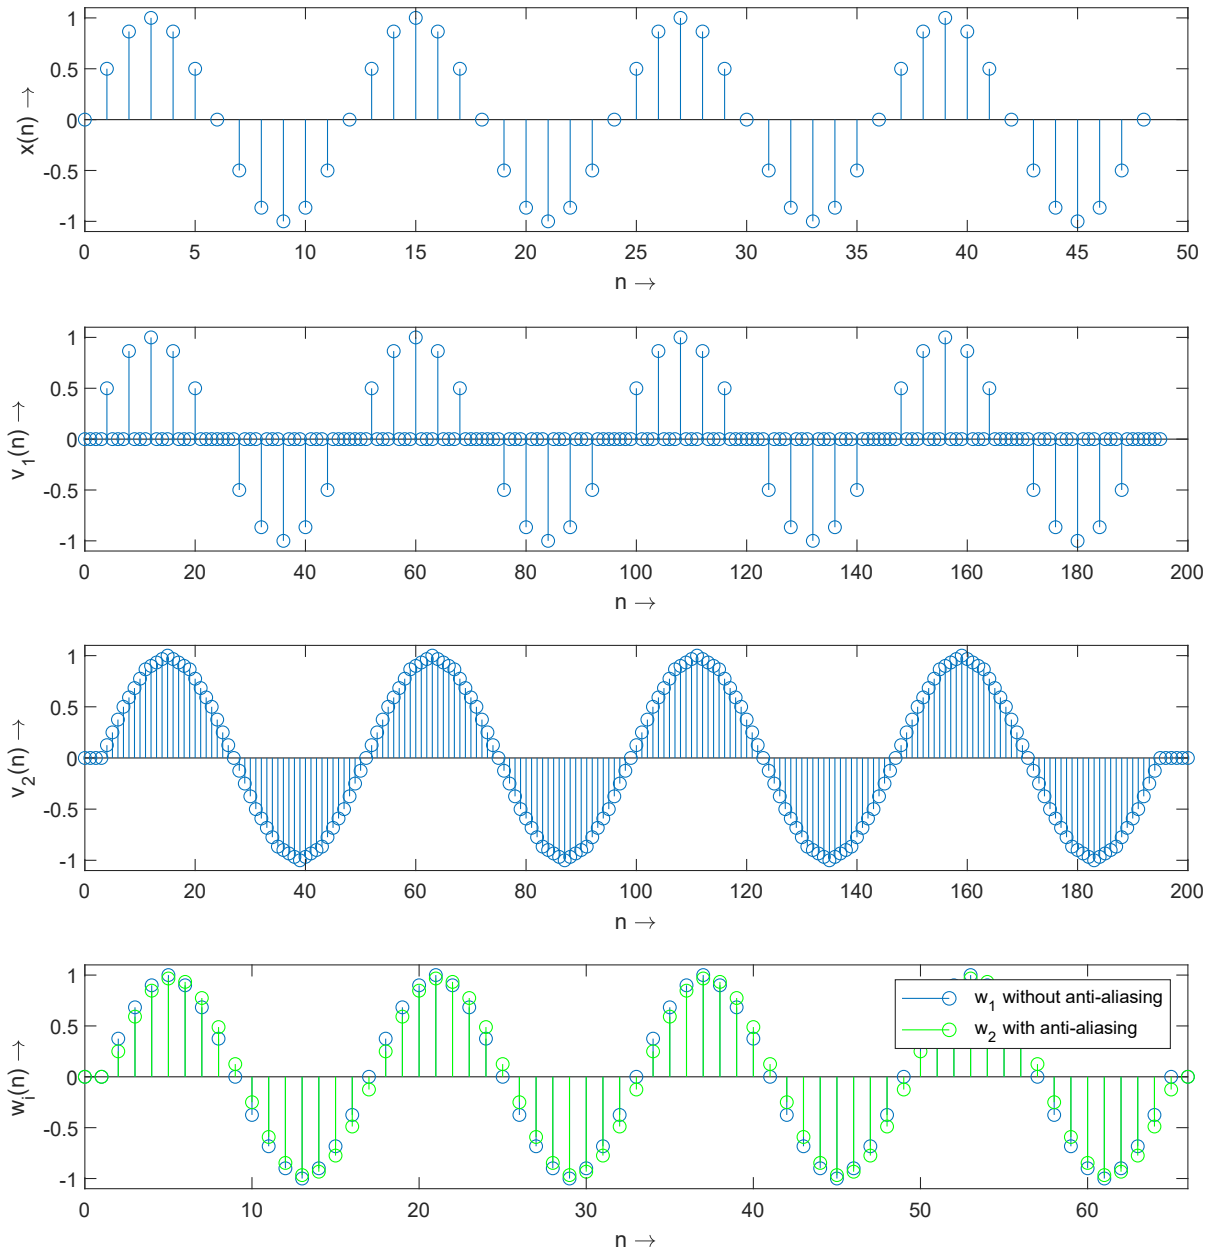 1
0.5
0
-0.5
-1
x(n) →
0 5 10 15 20 25 30 35 40 45 50
n →
1
0.5
0
-0.5
-1
v₁(n) →
0 20 40 60 80 100 120 140 160 180 200
n →
1
0.5
0
-0.5
-1
v₂(n) →
0 20 40 60 80 100 120 140 160 180 200
n →
1
0.5
0
-0.5
-1
wᵢ(n) →
w₁ without anti-aliasing
w₂ with anti-aliasing
0 10 20 30 40 50 60
n →